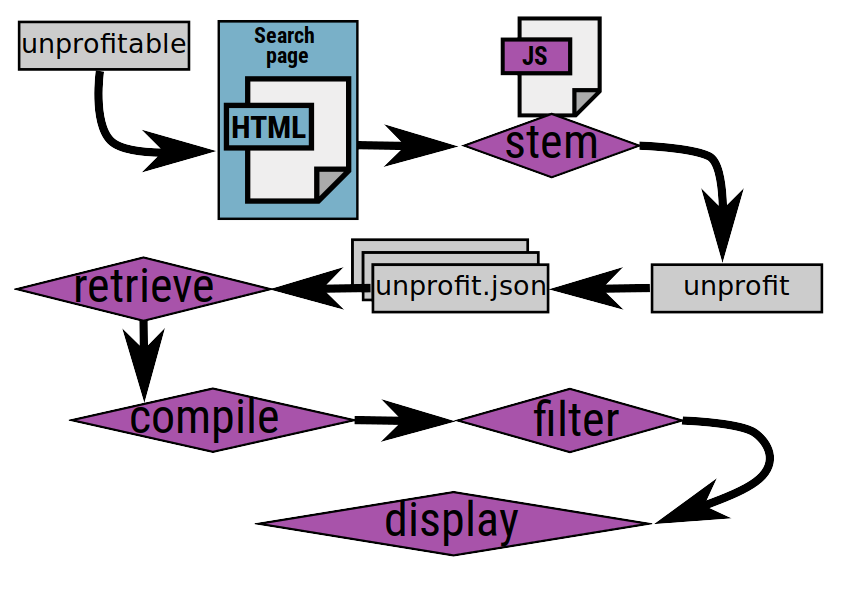 unprofitable
Search
page
HTML
JS
stem
unprofit
unprofit.json
retrieve
compile
filter
display